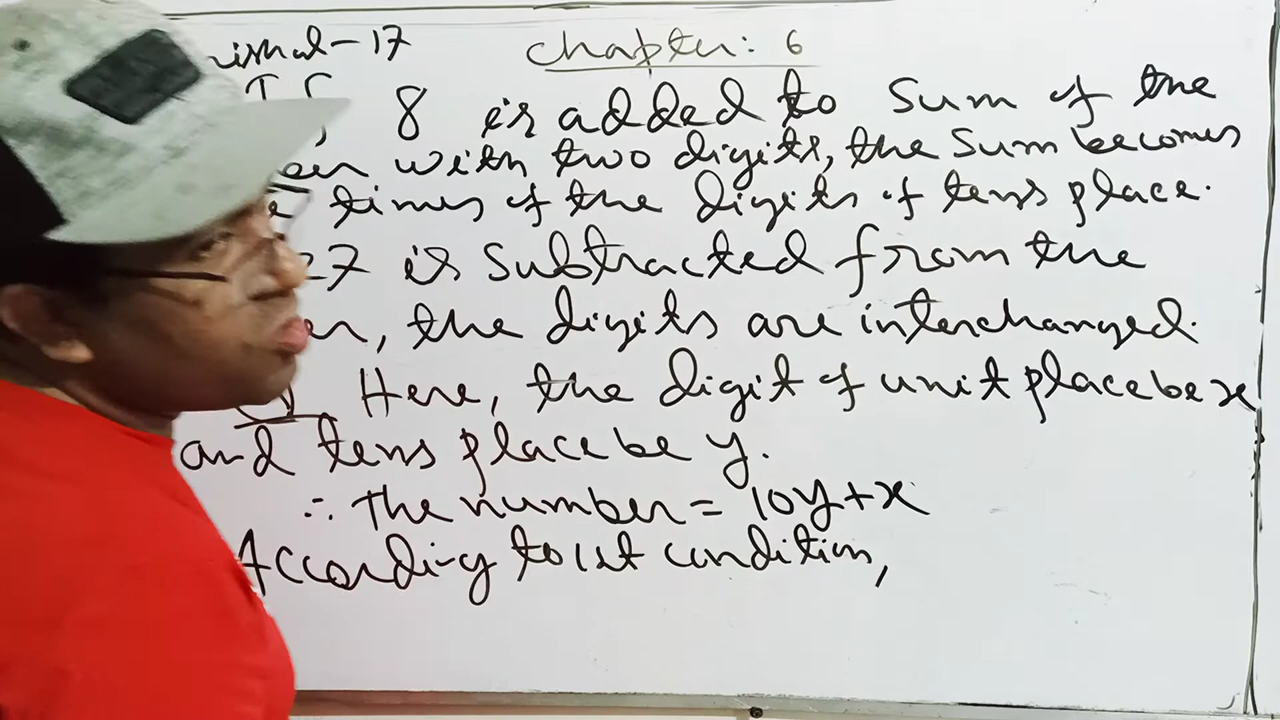 chapter: 6
8 is added to sum of the
with two digits, the sum becomes
times of the digits of tens place.
27 is subtracted from the
the digits are interchanged.
Here, the digit of unit place be x
and tens place be y.
∴ the number = 10y+x
According to 1st condition,